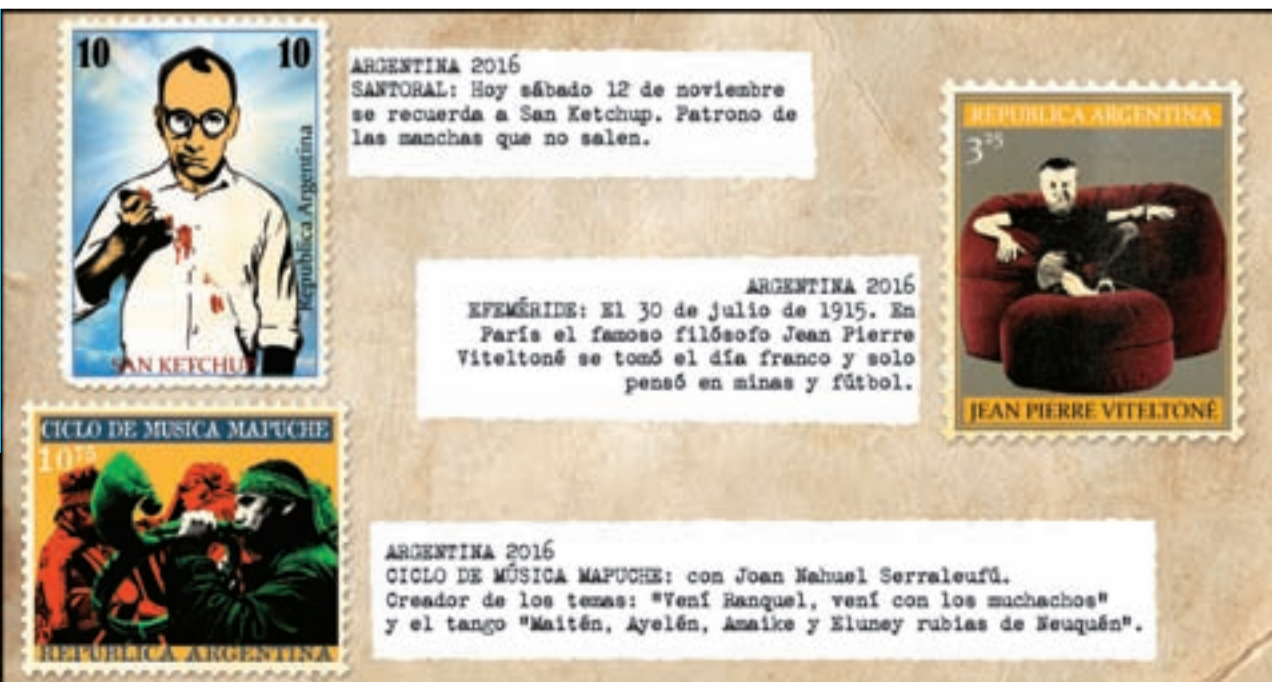 10 10
República Argentina
SAN KETCHUP
ARGENTINA 2016
SANTORAL: Hoy sábado 12 de noviembre
se recuerda a San Ketchup. Patrono de
las manchas que no salen.
REPUBLICA ARGENTINA
3⁷⁵
JEAN PIERRE VITELTONÉ
ARGENTINA 2016
EFEMÉRIDE: El 30 de julio de 1915. En
París el famoso filósofo Jean Pierre
Viteltoné se tomó el día franco y solo
pensó en minas y fútbol.
CICLO DE MUSICA MAPUCHE
10⁷⁵
REPUBLICA ARGENTINA
ARGENTINA 2016
CICLO DE MÚSICA MAPUCHE: con Joan Nahuel Serraleufú.
Creador de los temas: "Vení Ranquel, vení con los muchachos"
y el tango "Maitén, Ayelén, Amaike y Eluney rubias de Neuquén".